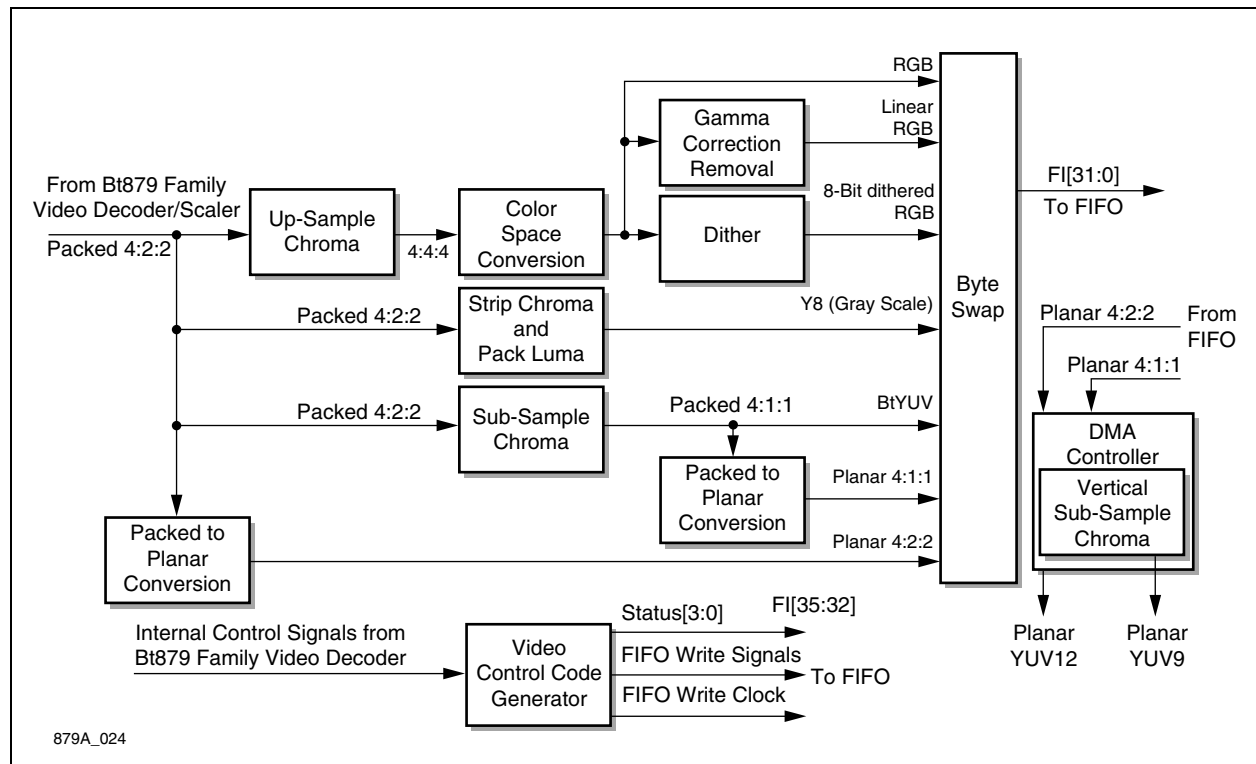 RGB
Linear
RGB
Gamma
Correction
Removal
From Bt879 Family
Video Decoder/Scaler
Packed 4:2:2
Up-Sample
Chroma
4:4:4
Color
Space
Conversion
8-Bit dithered
RGB
Dither
FI[31:0]
To FIFO
Byte
Swap
Packed 4:2:2
Strip Chroma
and
Pack Luma
Y8 (Gray Scale)
Planar 4:2:2
From
FIFO
Planar 4:1:1
Packed 4:2:2
Sub-Sample
Chroma
Packed 4:1:1
BtYUV
DMA
Controller
Vertical
Sub-Sample
Chroma
Packed to
Planar
Conversion
Planar 4:1:1
Packed to
Planar
Conversion
Planar 4:2:2
Planar
YUV12
Planar
YUV9
Internal Control Signals from
Bt879 Family Video Decoder
Video
Control Code
Generator
Status[3:0]
FI[35:32]
FIFO Write Signals
To FIFO
FIFO Write Clock
879A_024